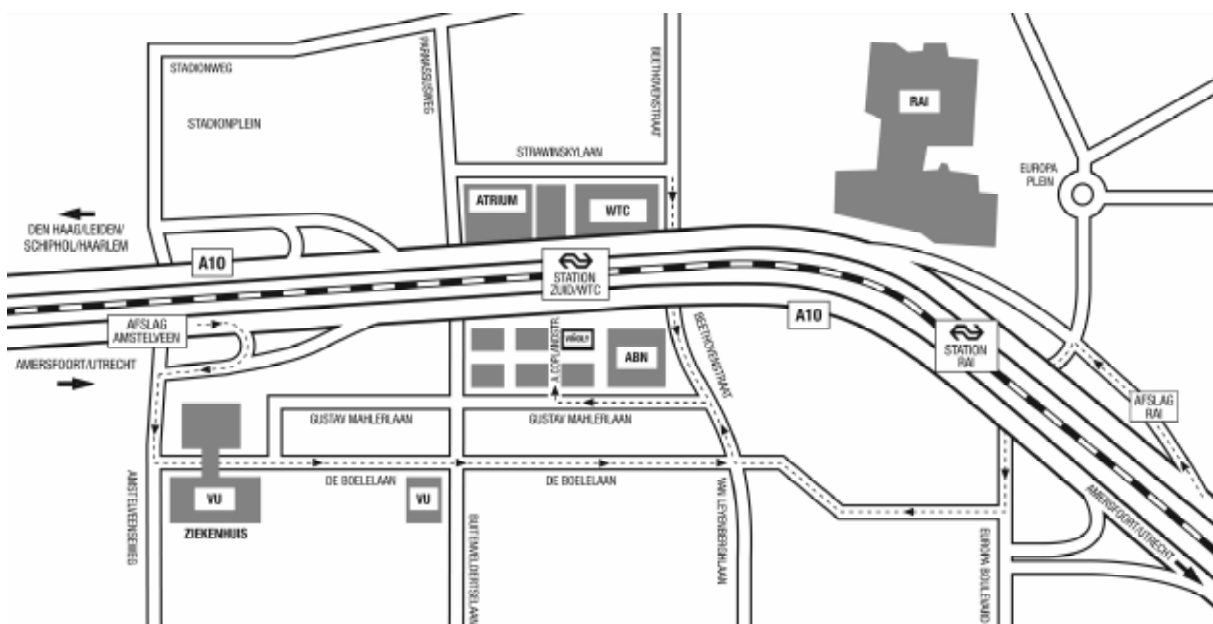 STADIONWEG
STADIONPLEIN
PARNASSUSWEG
BEETHOVENSTRAAT
STRAWINSKYLAAN
RAI
EUROPA
PLEIN
ATRIUM
WTC
DEN HAAG/LEIDEN/
SCHIPHOL/HAARLEM
A10
STATION
ZUID/WTC
A10
AFSLAG
AMSTELVEEN
AMERSFOORT/UTRECHT
A. COPLANDSTR.
VIÑOLY
ABN
BEETHOVENSTRAAT
STATION
RAI
AFSLAG
RAI
GUSTAV MAHLERLAAN
GUSTAV MAHLERLAAN
DE BOELELAAN
DE BOELELAAN
VU
ZIEKENHUIS
VU
AMSTELVEENSEWEG
BUITENVELDERTSELAAN
VAN LEYENBERGHLAAN
EUROPA BOULEVARD
AMERSFOORT/UTRECHT